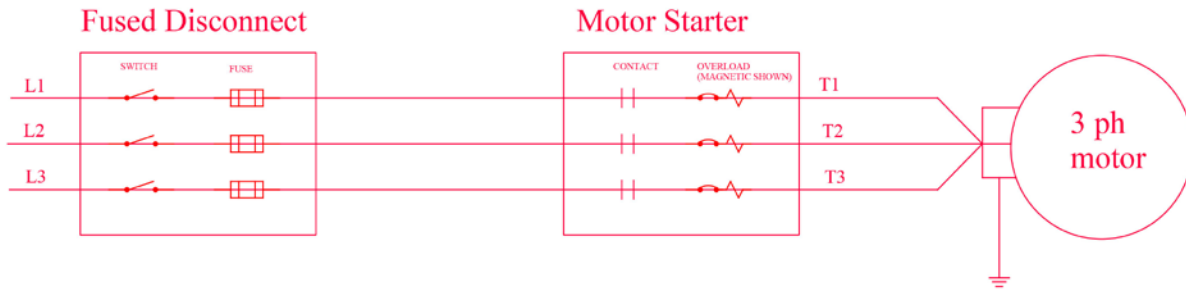 Fused Disconnect
Motor Starter
SWITCH
FUSE
CONTACT
OVERLOAD
(MAGNETIC SHOWN)
L1
T1
L2
T2
L3
T3
3 ph
motor